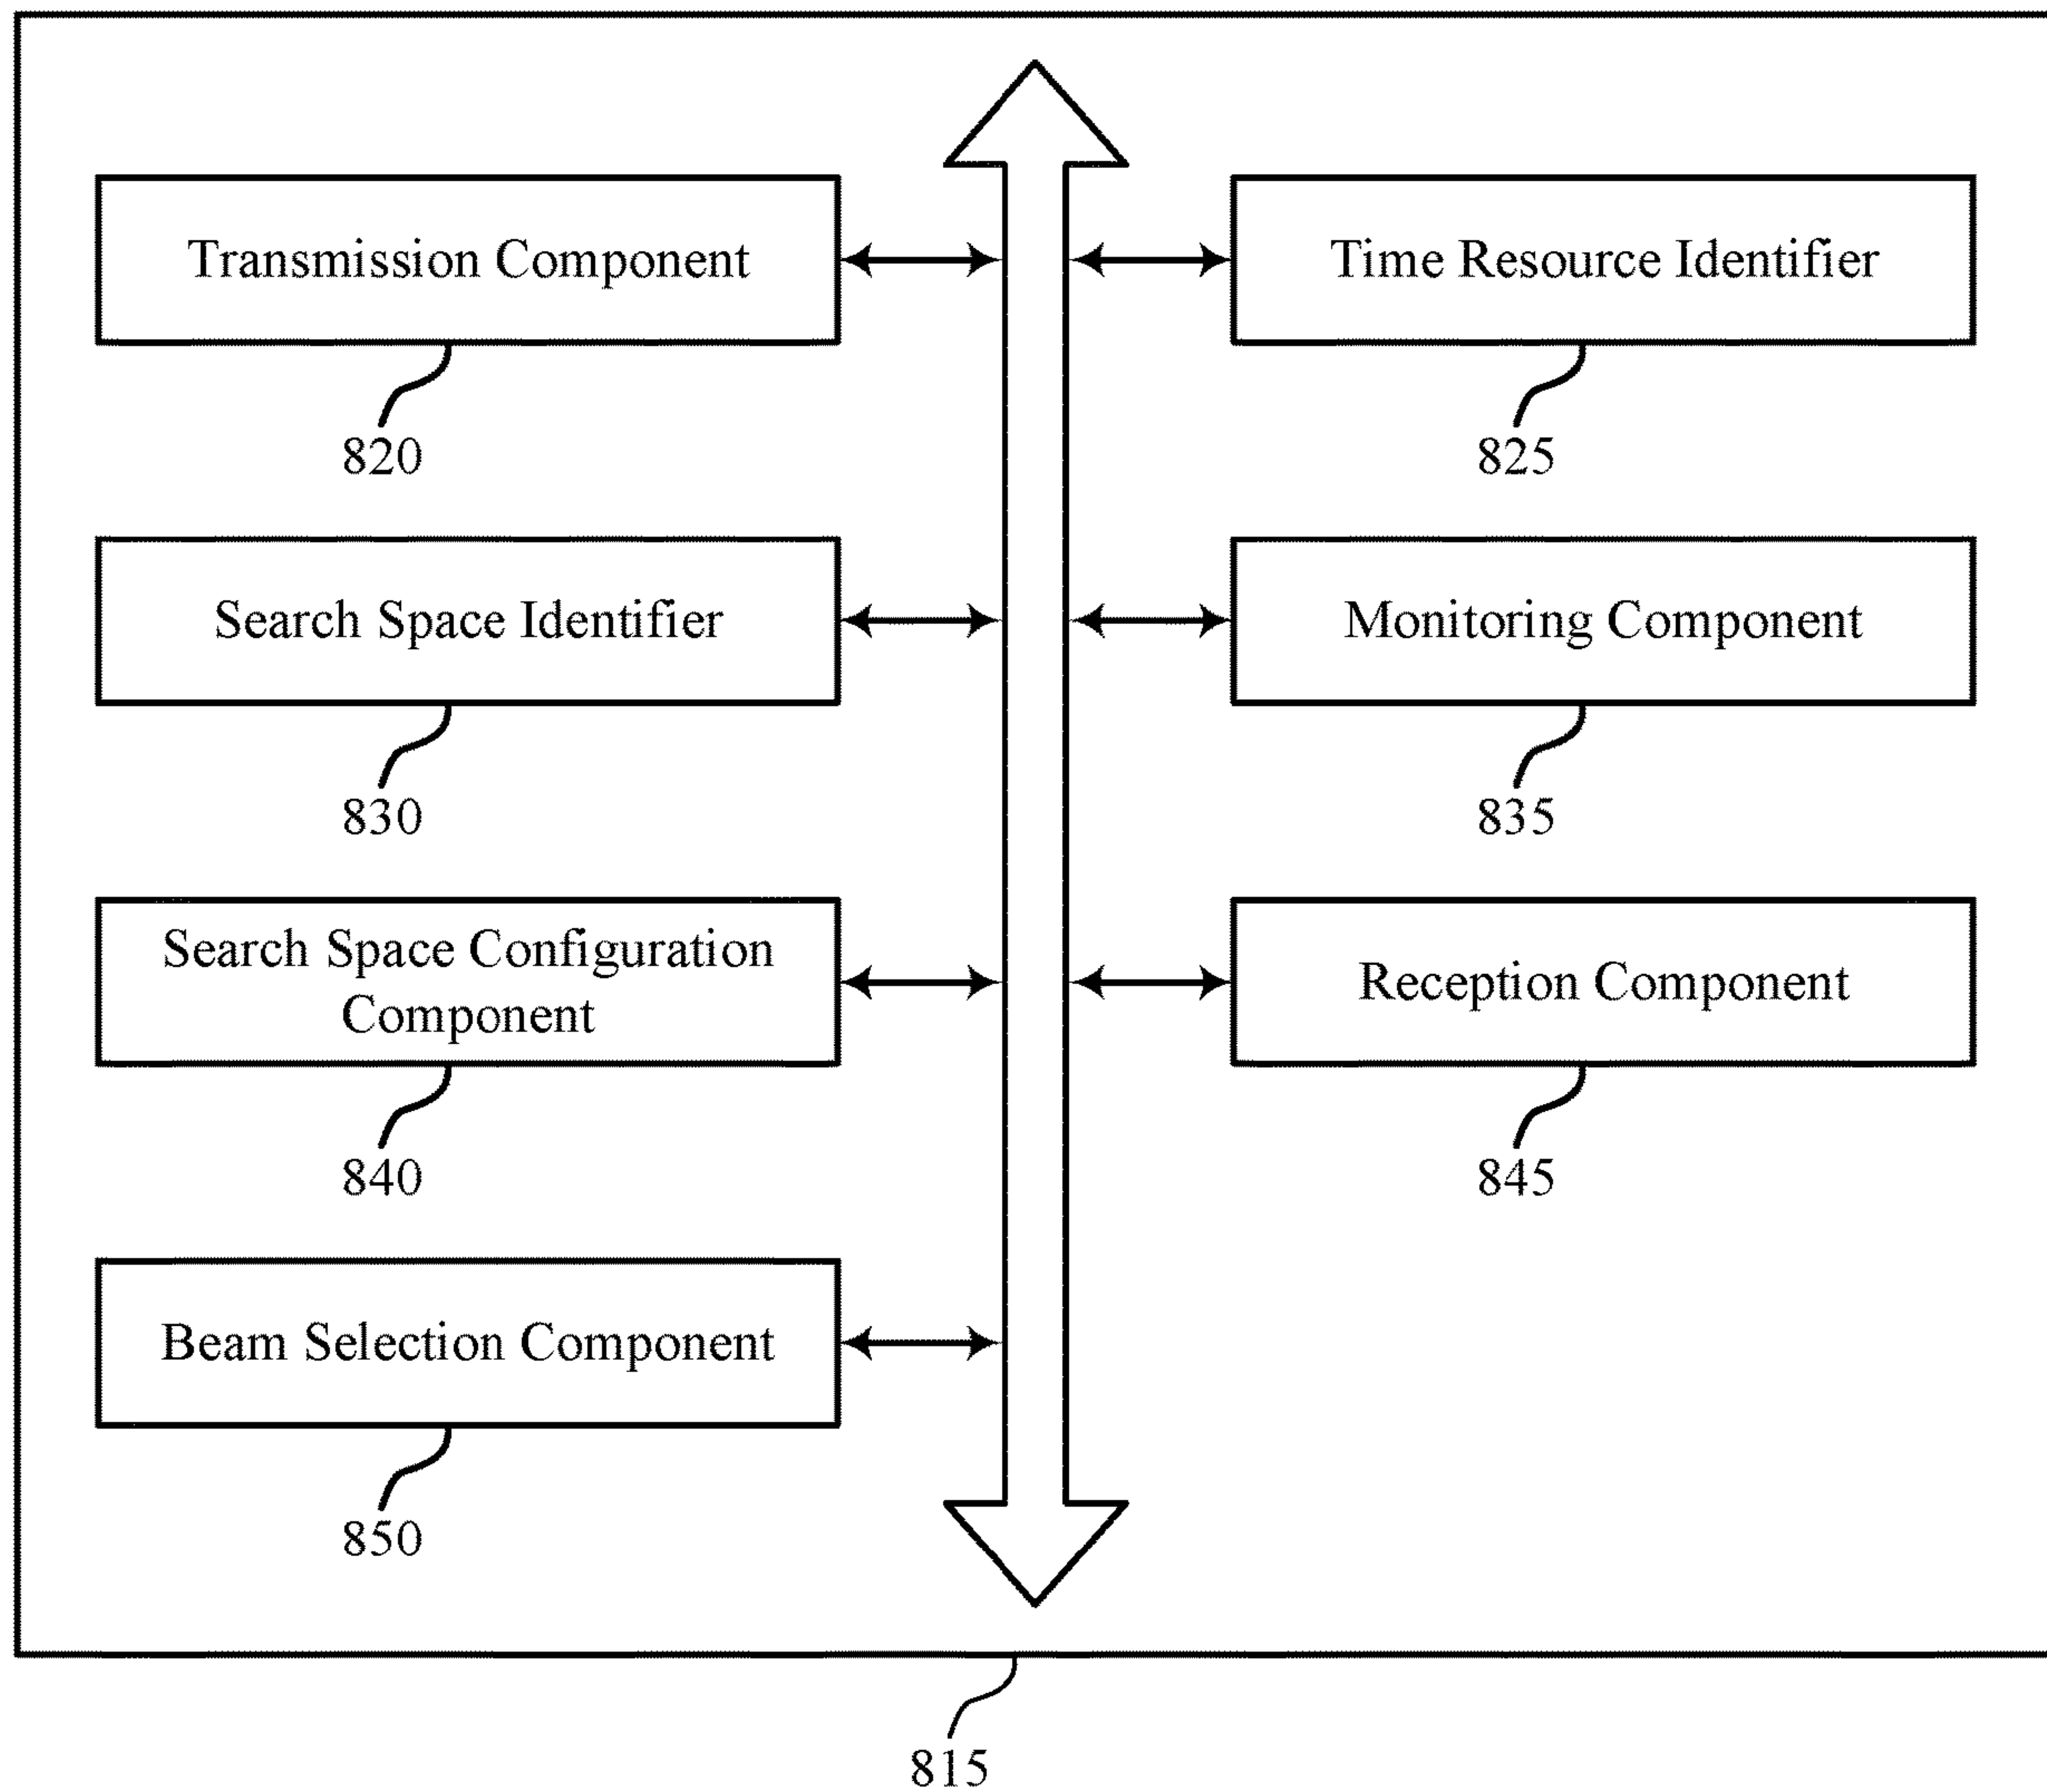 Transmission Component
Time Resource Identifier
820
825
Search Space Identifier
Monitoring Component
830
835
Search Space Configuration
Component
Reception Component
840
845
Beam Selection Component
850
815